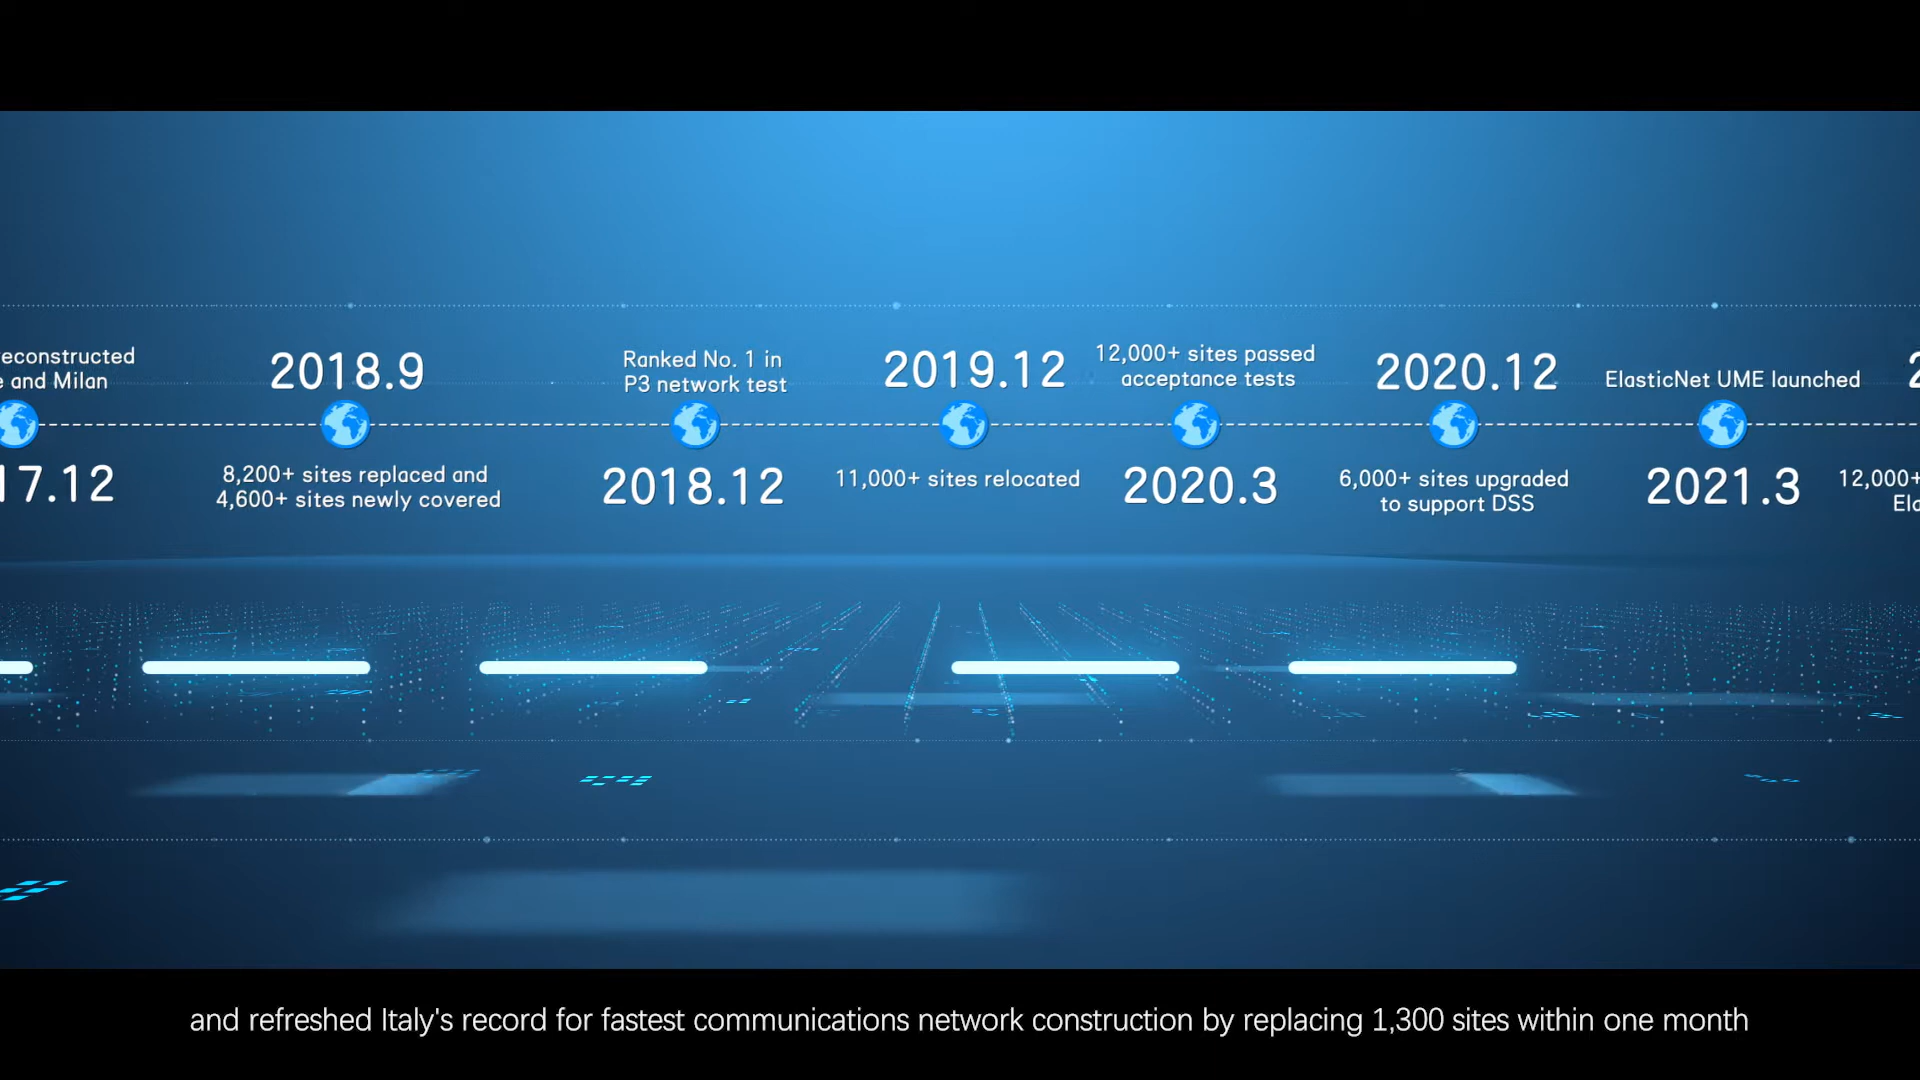 and Milan
17.12
2018.9
8,200+ sites replaced and
4,600+ sites newly covered
Ranked No. 1 in
P3 network test
2018.12
2019.12
11,000+ sites relocated
12,000+ sites passed
acceptance tests
2020.3
2020.12
6,000+ sites upgraded
to support DSS
ElasticNet UME launched
2021.3
12,000+
and refreshed Italy's record for fastest communications network construction by replacing 1,300 sites within one month